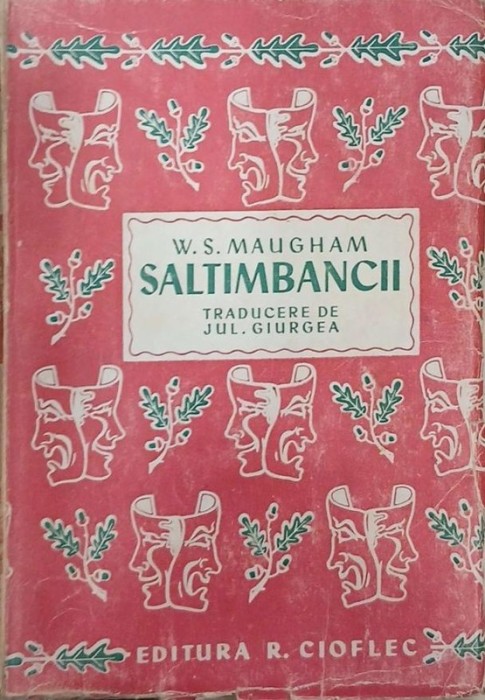 W. S. MAUGHAM
SALTIMBANCII
TRADUCERE DE
JUL. GIURGEA
EDITURA R. CIOFLEC